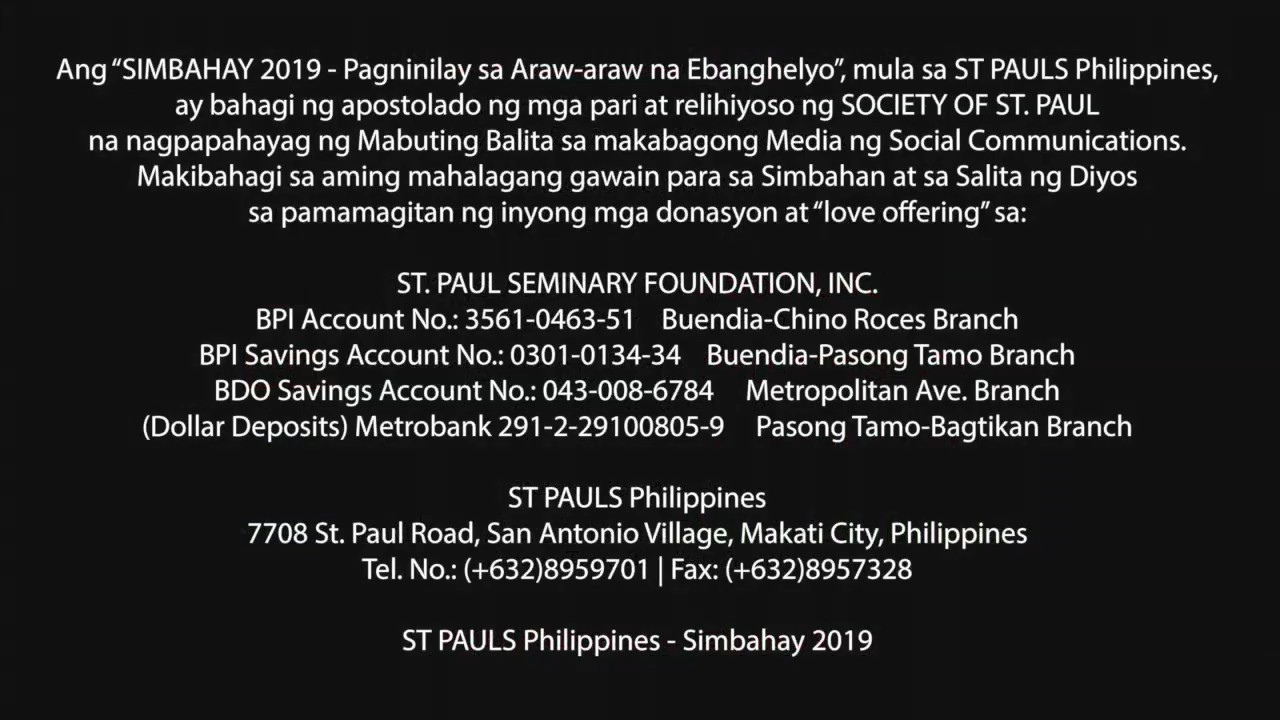 Ang “SIMBAHAY 2019 - Pagninilay sa Araw-araw na Ebanghelyo”, mula sa ST PAULS Philippines,
ay bahagi ng apostolado ng mga pari at relihiyoso ng SOCIETY OF ST. PAUL
na nagpapahayag ng Mabuting Balita sa makabagong Media ng Social Communications.
Makibahagi sa aming mahalagang gawain para sa Simbahan at sa Salita ng Diyos
sa pamamagitan ng inyong mga donasyon at “love offering” sa:
ST. PAUL SEMINARY FOUNDATION, INC.
BPI Account No.: 3561-0463-51 Buendia-Chino Roces Branch
BPI Savings Account No.: 0301-0134-34 Buendia-Pasong Tamo Branch
BDO Savings Account No.: 043-008-6784 Metropolitan Ave. Branch
(Dollar Deposits) Metrobank 291-2-29100805-9 Pasong Tamo-Bagtikan Branch
ST PAULS Philippines
7708 St. Paul Road, San Antonio Village, Makati City, Philippines
Tel. No.: (+632)8959701 | Fax: (+632)8957328
ST PAULS Philippines - Simbahay 2019